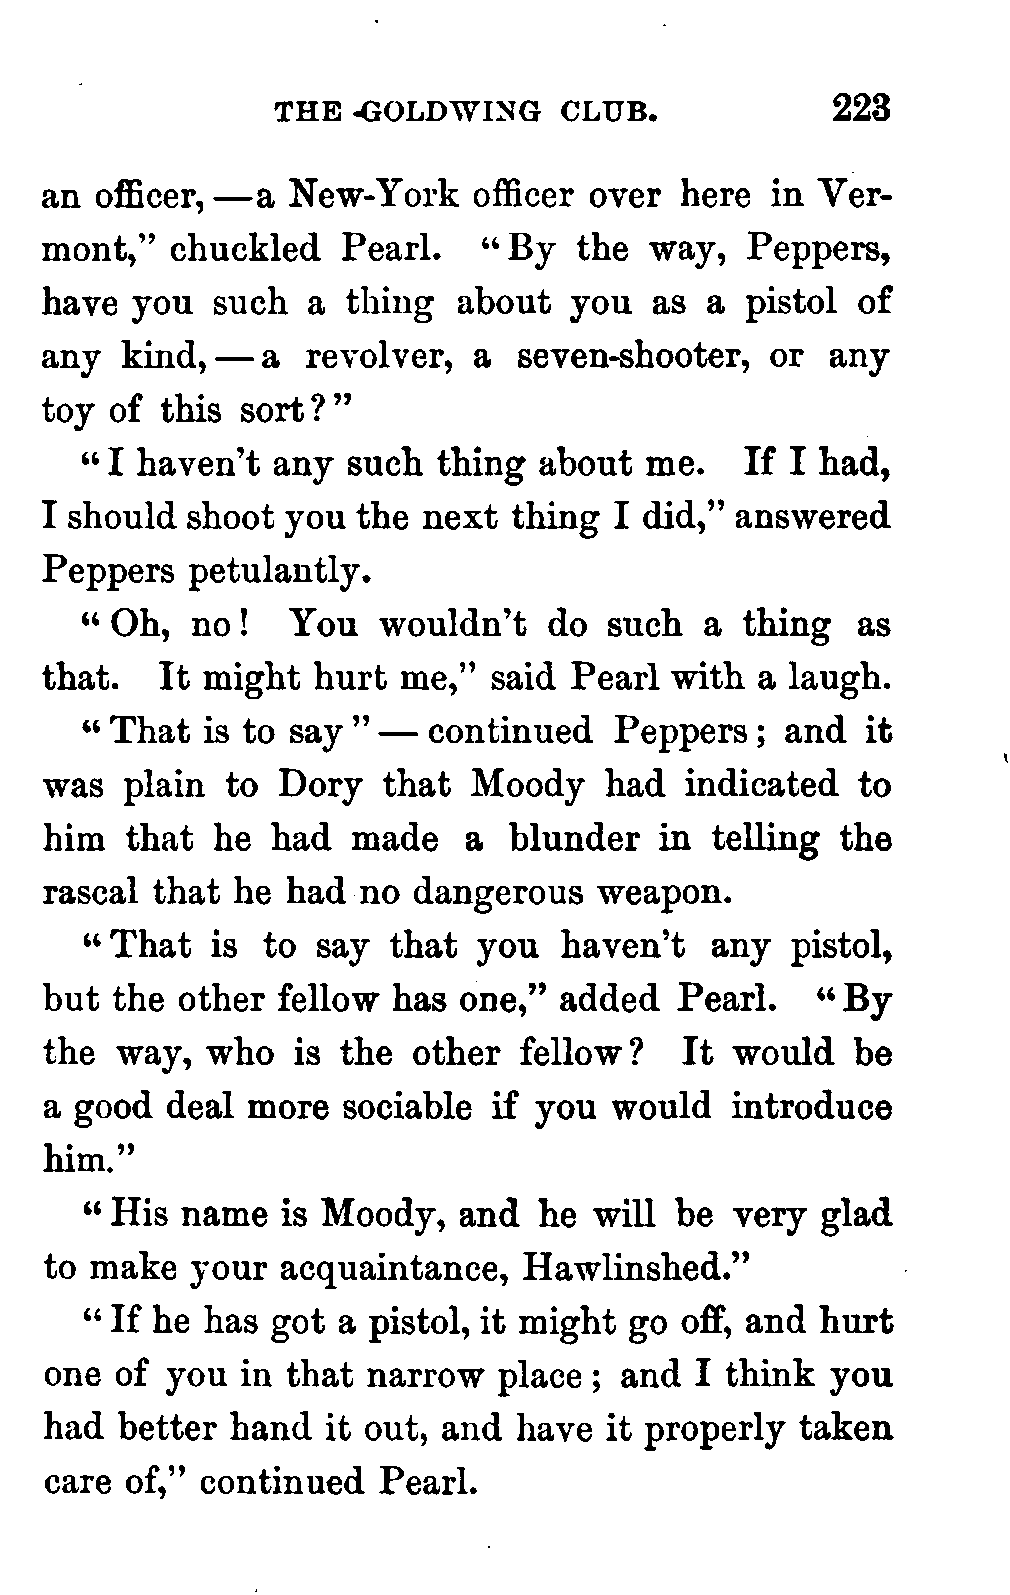 THE GOLDWING CLUB. 223
an officer, — a New-York officer over here in Ver-
mont,” chuckled Pearl. “By the way, Peppers,
have you such a thing about you as a pistol of
any kind, — a revolver, a seven-shooter, or any
toy of this sort?”
“I haven’t any such thing about me. If I had,
I should shoot you the next thing I did,” answered
Peppers petulantly.
“Oh, no! You wouldn’t do such a thing as
that. It might hurt me,” said Pearl with a laugh.
“That is to say” — continued Peppers; and it
was plain to Dory that Moody had indicated to
him that he had made a blunder in telling the
rascal that he had no dangerous weapon.
“That is to say that you haven’t any pistol,
but the other fellow has one,” added Pearl. “By
the way, who is the other fellow? It would be
a good deal more sociable if you would introduce
him.”
“His name is Moody, and he will be very glad
to make your acquaintance, Hawlinshed.”
“If he has got a pistol, it might go off, and hurt
one of you in that narrow place; and I think you
had better hand it out, and have it properly taken
care of,” continued Pearl.